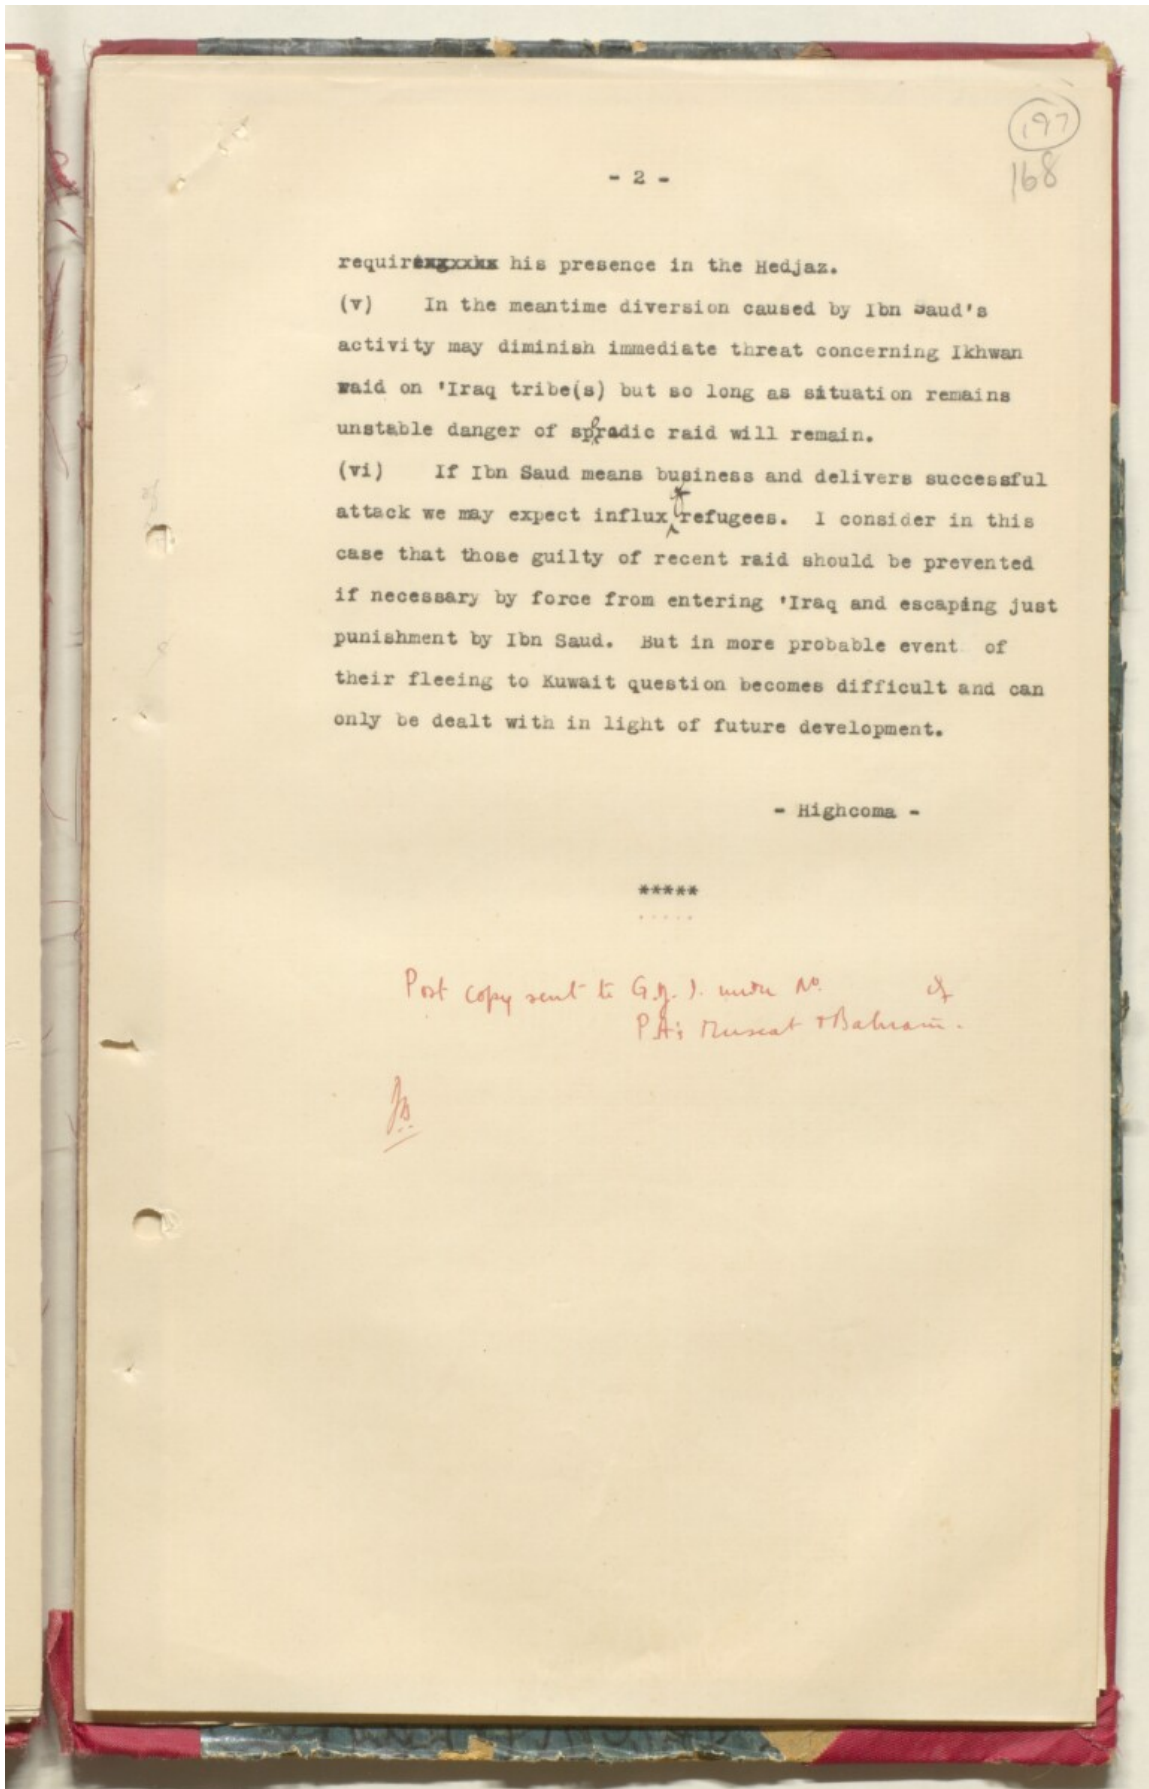 197
168
- 2 -
requir his presence in the Hedjaz.
(v) In the meantime diversion caused by Ibn Saud's
activity may diminish immediate threat concerning Ikhwan
raid on 'Iraq tribe(s) but so long as situation remains
unstable danger of spradic raid will remain.
(vi) If Ibn Saud means business and delivers successful
attack we may expect influx of refugees. I consider in this
case that those guilty of recent raid should be prevented
if necessary by force from entering 'Iraq and escaping just
punishment by Ibn Saud. But in more probable event of
their fleeing to Kuwait question becomes difficult and can
only be dealt with in light of future development.
- Highcoma -
*****
Post copy sent to G.of I. under No.
P.A's Muscat & Bahrain.